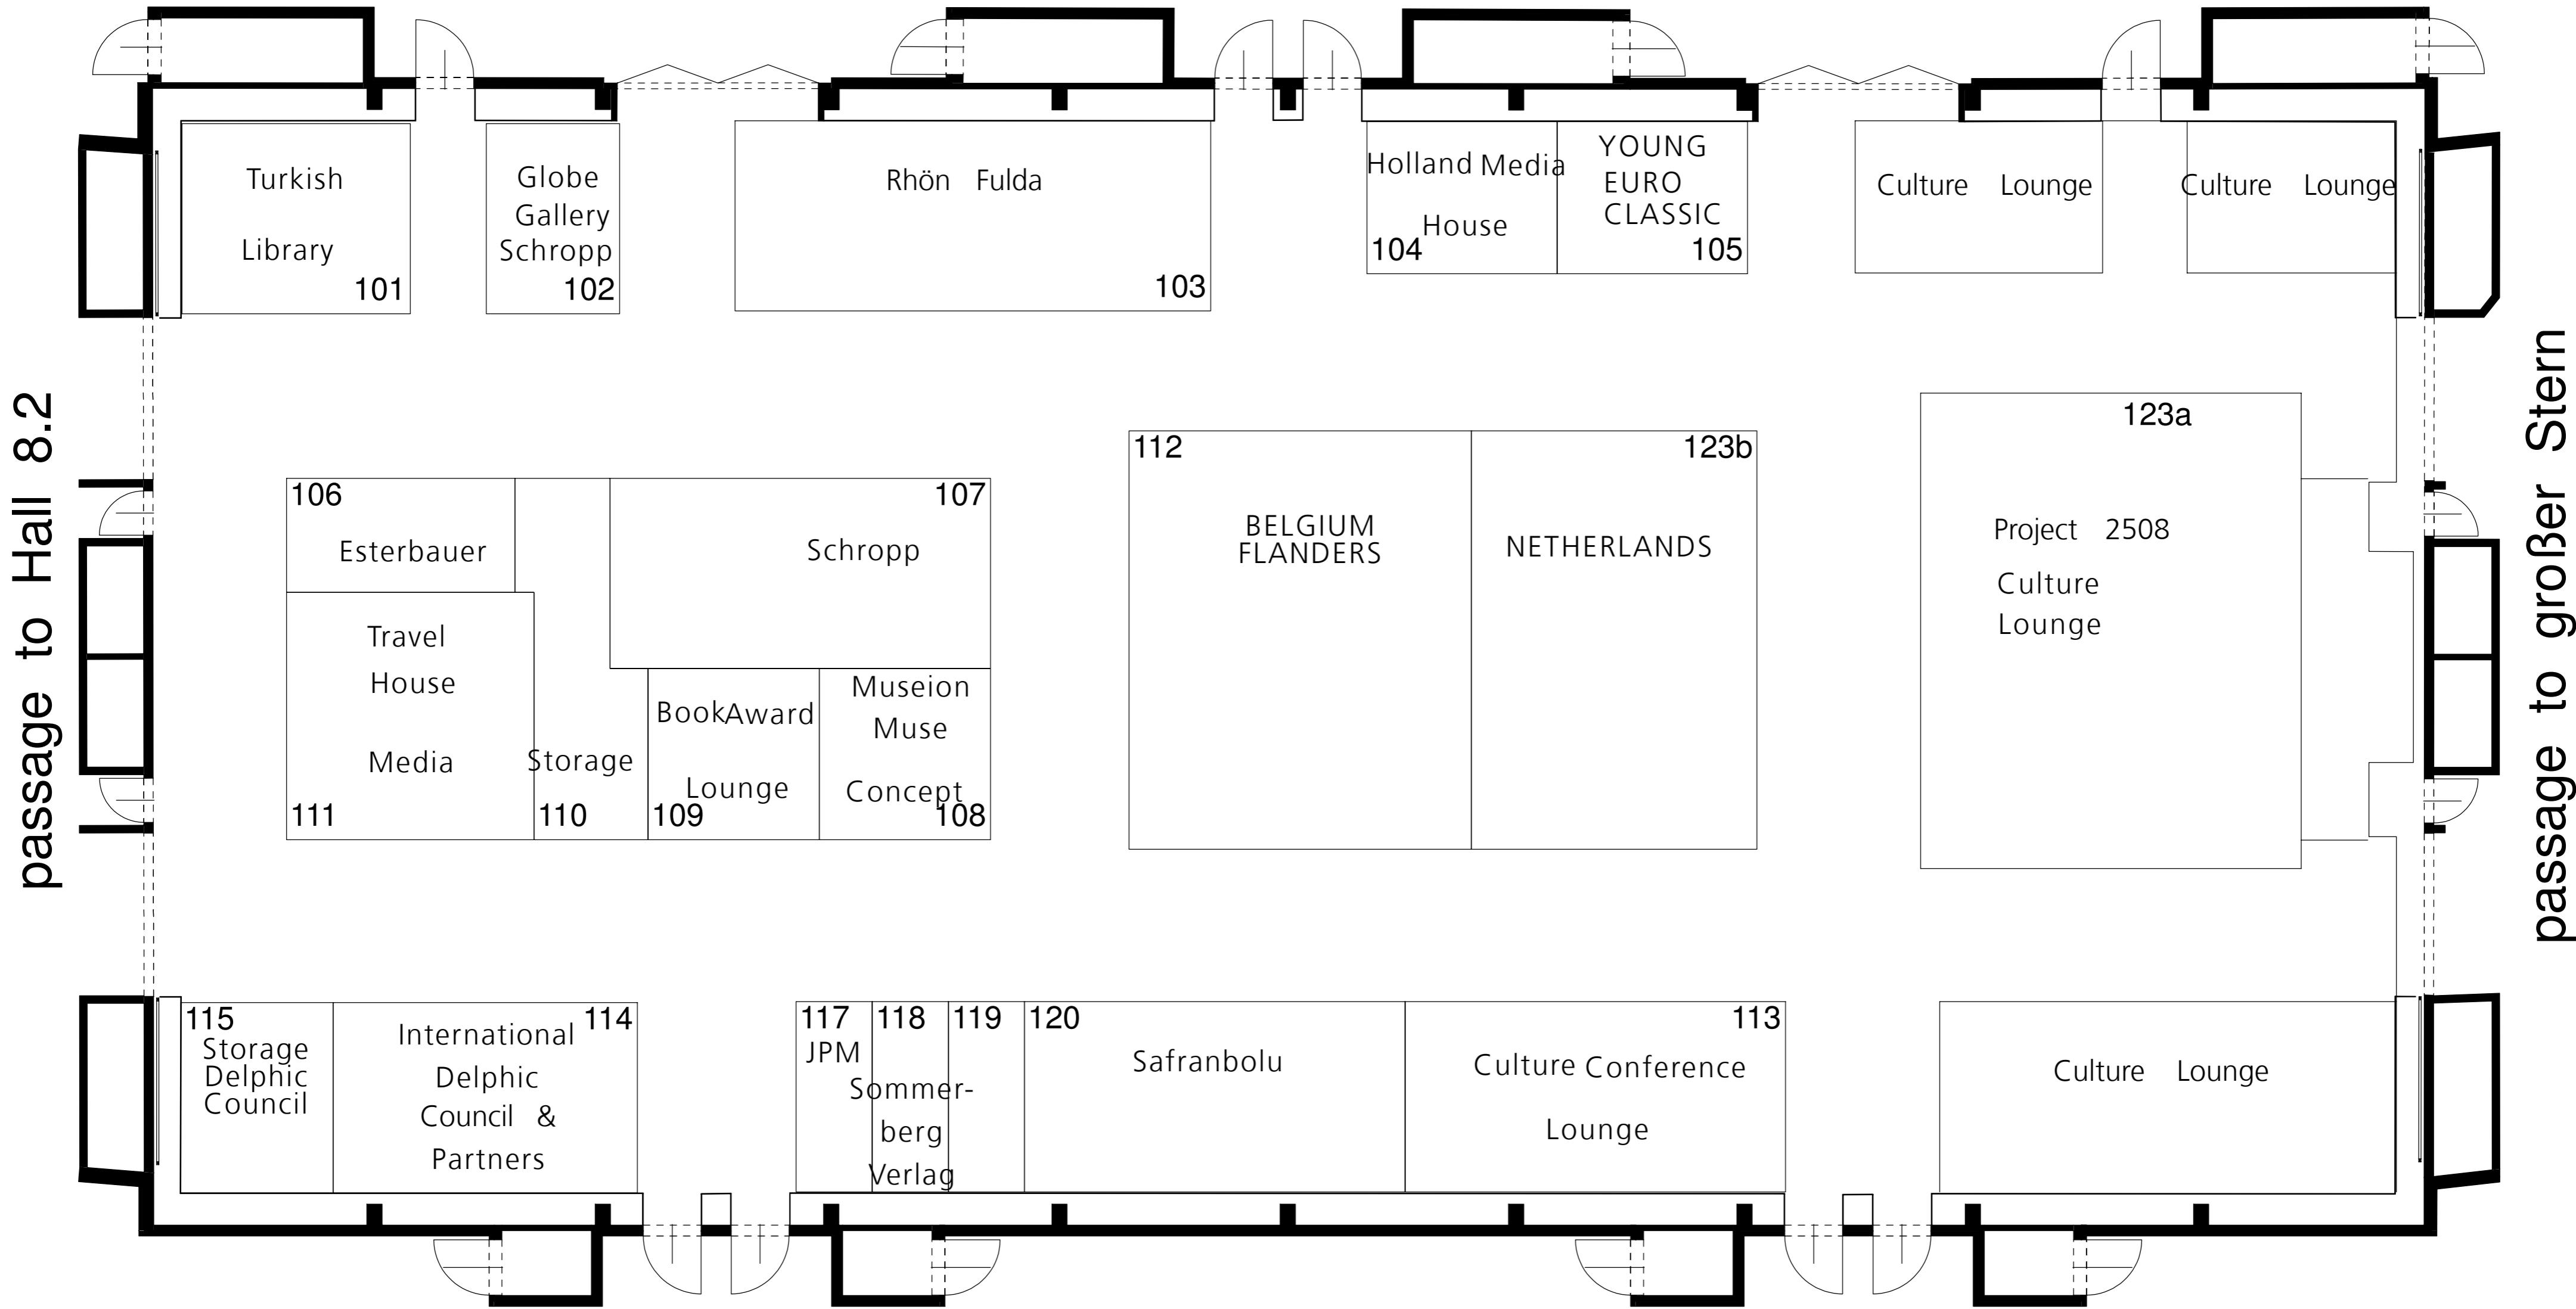 Turkish
Library
101
Globe
Gallery
Schropp
102
Rhön Fulda
103
Holland Media
House
104
YOUNG
EURO
CLASSIC
105
Culture Lounge
Culture Lounge
passage to Hall 8.2
106
Esterbauer
107
Schropp
Travel
House
Media
111
Storage
110
BookAward
Lounge
109
Museion
Muse
Concept
108
112
BELGIUM
FLANDERS
123b
NETHERLANDS
123a
Project 2508
Culture
Lounge
passage to großer Stern
115
Storage
Delphic
Council
114
International
Delphic
Council &
Partners
117
JPM
118
Sommer-
berg
Verlag
119
120
Safranbolu
113
Culture Conference
Lounge
Culture Lounge